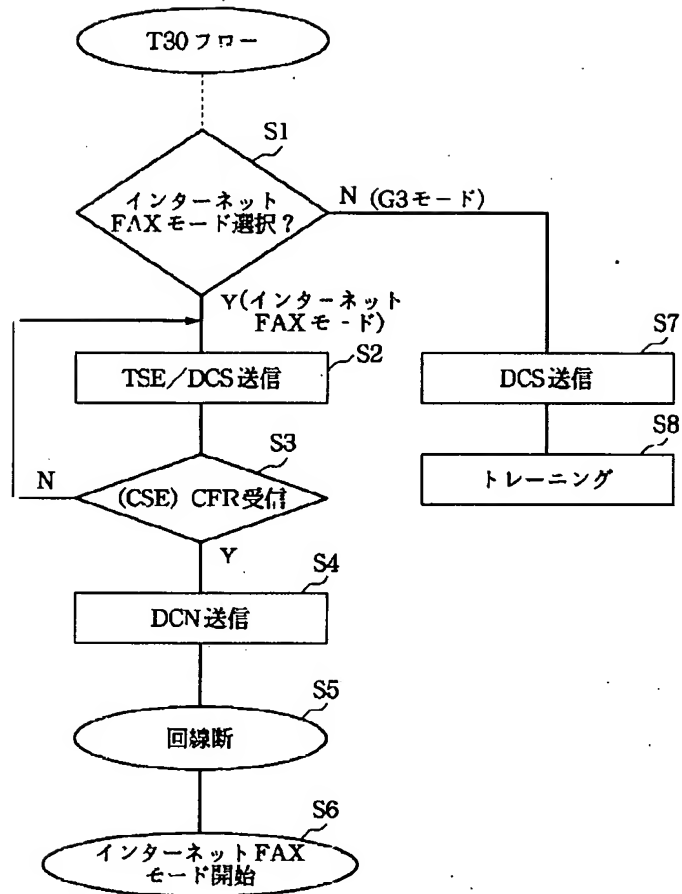 T30フロー
S1
インターネット
FAXモード選択？
N (G3モード)
Y(インターネット
FAXモード)
S2
TSE／DCS送信
S7
DCS送信
S3
N
(CSE) CFR受信
Y
S8
トレーニング
S4
DCN送信
S5
回線断
S6
インターネットFAX
モード開始